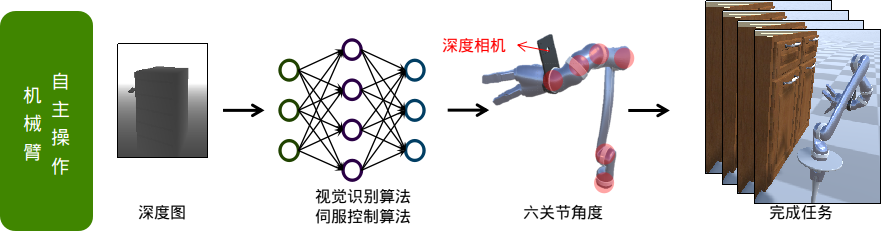 机械臂
自主操作
深度图
视觉识别算法
伺服控制算法
深度相机
六关节角度
完成任务